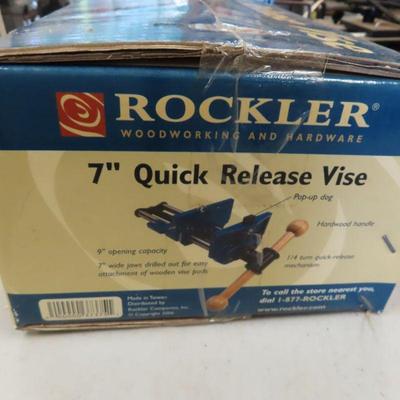 ROCKLER®
WOODWORKING AND HARDWARE
7" Quick Release Vise
Pop-up dog
Hardwood handle
9" opening capacity
7" wide jaws drilled out for easy
attachment of wooden vise pads
1/4 turn quick-release
mechanism
Made in Taiwan
Distributed by
Rockler Companies, Inc.
© Copyright 2006
To call the store nearest you,
dial 1-877-ROCKLER
www.rockler.com